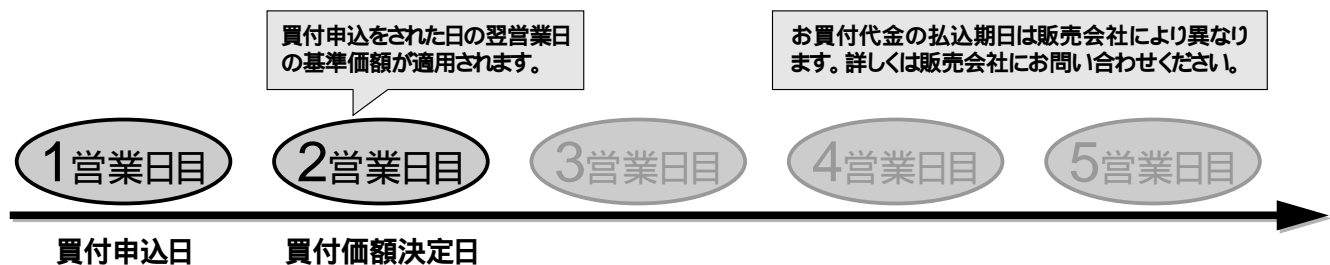 買付申込をされた日の翌営業日
の基準価額が適用されます。
お買付代金の払込期日は販売会社により異なり
ます。詳しくは販売会社にお問い合わせください。
1営業日目
2営業日目
3営業日目
4営業日目
5営業日目
買付申込日
買付価額決定日